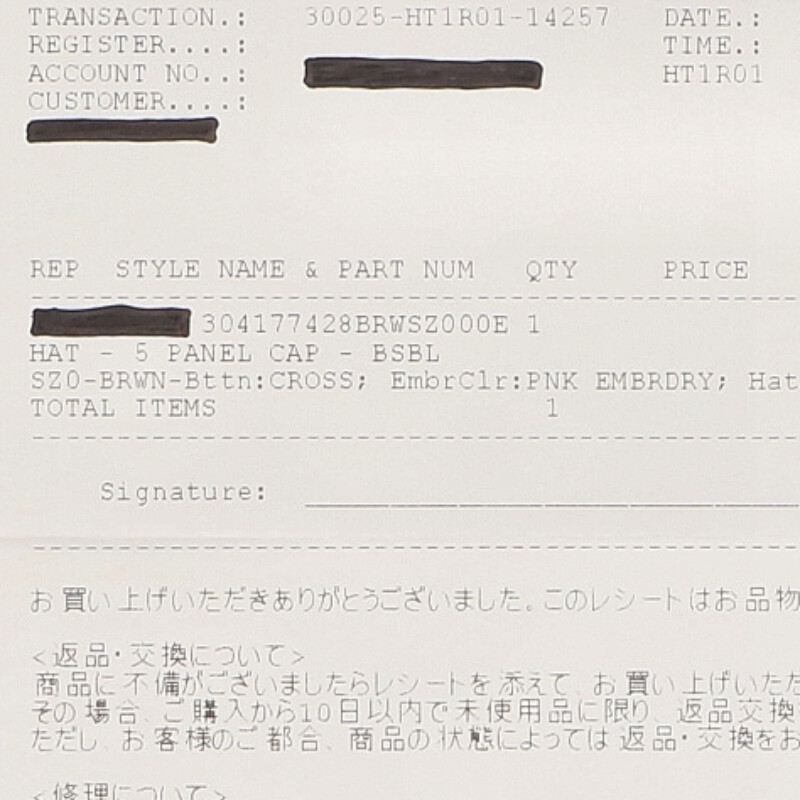 TRANSACTION.: 30025-HT1R01-14257 DATE.:
REGISTER....: TIME.:
ACCOUNT NO..: HT1R01
CUSTOMER....:
REP STYLE NAME & PART NUM QTY PRICE
304177428BRWSZ000E 1
HAT - 5 PANEL CAP - BSBL
SZ0-BRWN-Bttn:CROSS; EmbrClr:PNK EMBRDRY; Hat
TOTAL ITEMS 1
Signature:
お買い上げいただきありがとうございました。このレシートはお品物
<返品・交換について>
商品に不備がございましたらレシートを添えて、お買い上げいただ
その場合、ご購入から10日以内で未使用品に限り、返品交換
ただし、お客様のご都合、商品の状態によっては返品・交換をお
<修理について>